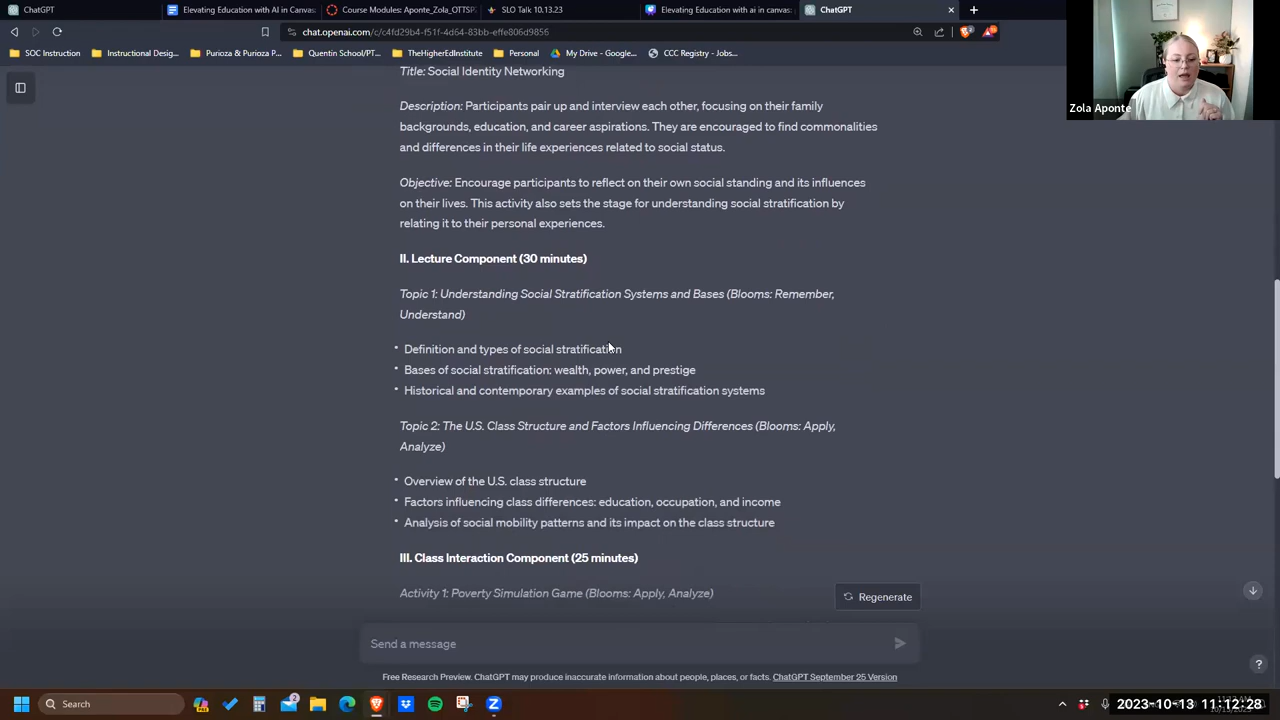 ChatGPT
Elevating Education with AI in Canvas
Course Modules: Aponte_Zola_OTTSP
SLO Talk 10.13.23
Elevating Education with ai in canvas
ChatGPT
chat.openai.com/c/c4fd29b4-f51f-4d64-83bb-effe806d9856
SOC Instruction
Instructional Desig...
Purioza & Purioza P...
Quentin School/PT...
TheHigherEdInstitute
Personal
My Drive - Google...
CCC Registry - Jobs...
Zola Aponte
Title: Social Identity Networking
Description: Participants pair up and interview each other, focusing on their family
backgrounds, education, and career aspirations. They are encouraged to find commonalities
and differences in their life experiences related to social status.
Objective: Encourage participants to reflect on their own social standing and its influences
on their lives. This activity also sets the stage for understanding social stratification by
relating it to their personal experiences.
II. Lecture Component (30 minutes)
Topic 1: Understanding Social Stratification Systems and Bases (Blooms: Remember,
Understand)
• Definition and types of social stratification
• Bases of social stratification: wealth, power, and prestige
• Historical and contemporary examples of social stratification systems
Topic 2: The U.S. Class Structure and Factors Influencing Differences (Blooms: Apply,
Analyze)
• Overview of the U.S. class structure
• Factors influencing class differences: education, occupation, and income
• Analysis of social mobility patterns and its impact on the class structure
III. Class Interaction Component (25 minutes)
Activity 1: Poverty Simulation Game (Blooms: Apply, Analyze)
Regenerate
Send a message
Free Research Preview. ChatGPT may produce inaccurate information about people, places, or facts. ChatGPT September 25 Version
?
Search
2023-10-13 11:12:28